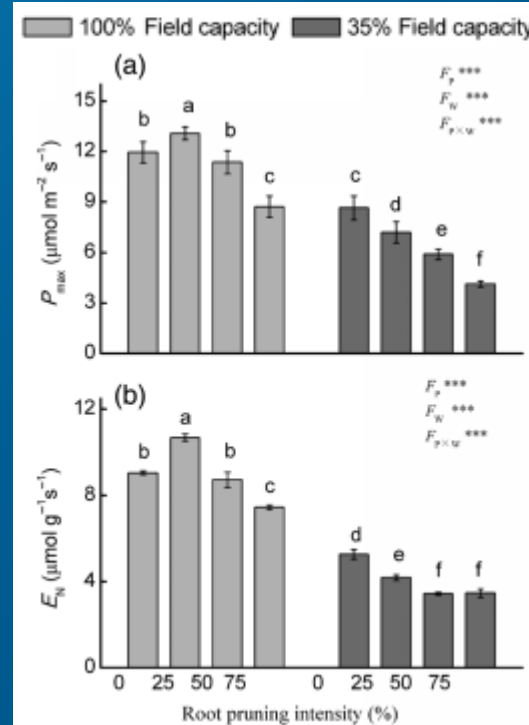 100% Field capacity 35% Field capacity
(a)
F_P ***
F_W ***
F_P×W ***
15
12
9
6
3
0
P_max (μmol m⁻² s⁻¹)
b a b c c d e f
(b)
F_P ***
F_W ***
F_P×W ***
12
8
4
0
E_N (μmol g⁻¹s⁻¹)
b a b c d e f f
0 25 50 75 0 25 50 75
Root pruning intensity (%)